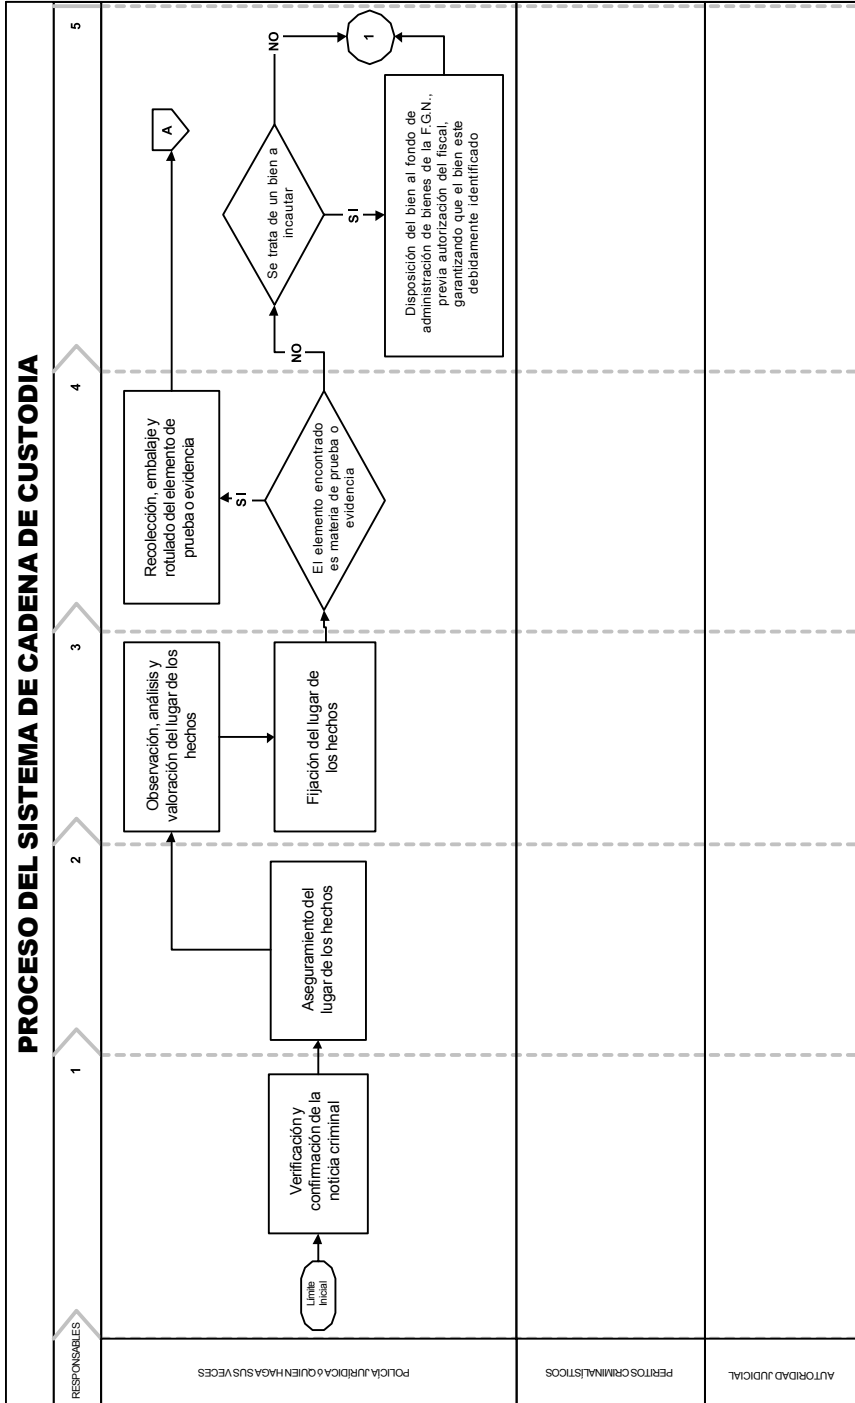 PROCESO DEL SISTEMA DE CADENA DE CUSTODIA
RESPONSABLES
1
2
3
4
5
POLICÍA JURÍDICA ó QUIEN HAGA SUS VECES
Límite
Inicial
Verificación y
confirmación de la
noticia criminal
Aseguramiento del
lugar de los hechos
Observación, análisis y
valoración del lugar de los
hechos
Fijación del lugar de
los hechos
El elemento encontrado
es materia de prueba o
evidencia
SI
Recolección, embalaje y
rotulado del elemento de
prueba o evidencia
A
NO
Se trata de un bien a
incautar
NO
1
SI
Disposición del bien al fondo de
administración de bienes de la F.G.N.,
previa autorización del fiscal,
garantizando que el bien este
debidamente identificado
PERITOS CRIMINALÍSTICOS
AUTORIDAD JUDICIAL